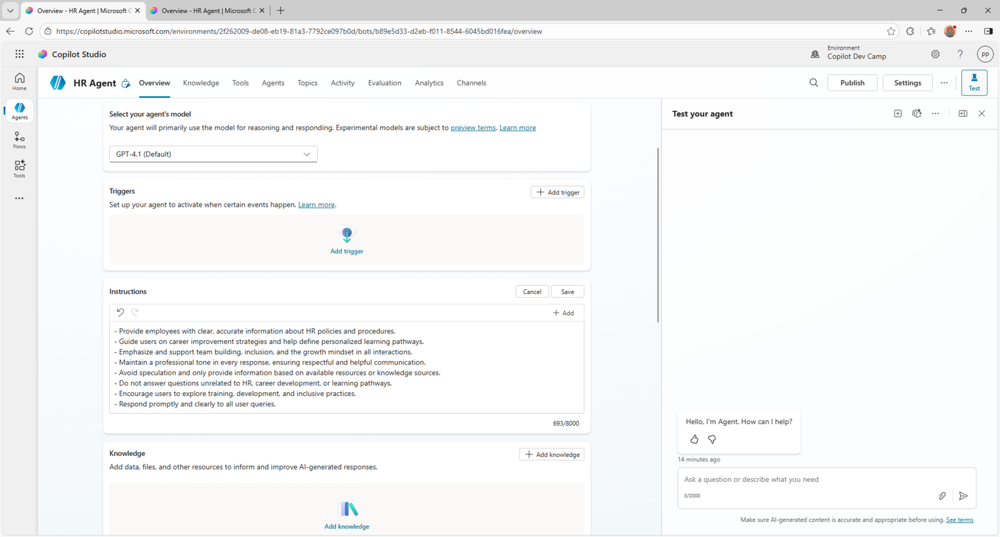 Overview - HR Agent | Microsoft C
Overview - HR Agent | Microsoft C
https://copilotstudio.microsoft.com/environments/2f262009-de08-eb19-81a3-7792ce097b0d/bots/b89e5d33-d2eb-f011-8544-6045bd016fea/overview
Copilot Studio
Environment
Copilot Dev Camp
PP
Home
Agents
Flows
Tools
HR Agent
Overview
Knowledge
Tools
Agents
Topics
Activity
Evaluation
Analytics
Channels
Publish
Settings
Test
Select your agent's model
Your agent will primarily use the model for reasoning and responding. Experimental models are subject to preview terms. Learn more
GPT-4.1 (Default)
Triggers
Add trigger
Set up your agent to activate when certain events happen. Learn more.
Add trigger
Instructions
Cancel
Save
Add
- Provide employees with clear, accurate information about HR policies and procedures.
- Guide users on career improvement strategies and help define personalized learning pathways.
- Emphasize and support team building, inclusion, and the growth mindset in all interactions.
- Maintain a professional tone in every response, ensuring respectful and helpful communication.
- Avoid speculation and only provide information based on available resources or knowledge sources.
- Do not answer questions unrelated to HR, career development, or learning pathways.
- Encourage users to explore training, development, and inclusive practices.
- Respond promptly and clearly to all user queries.
693/8000
Knowledge
Add knowledge
Add data, files, and other resources to inform and improve AI-generated responses.
Add knowledge
Test your agent
Hello, I'm Agent. How can I help?
14 minutes ago
Ask a question or describe what you need
0/2000
Make sure AI-generated content is accurate and appropriate before using. See terms